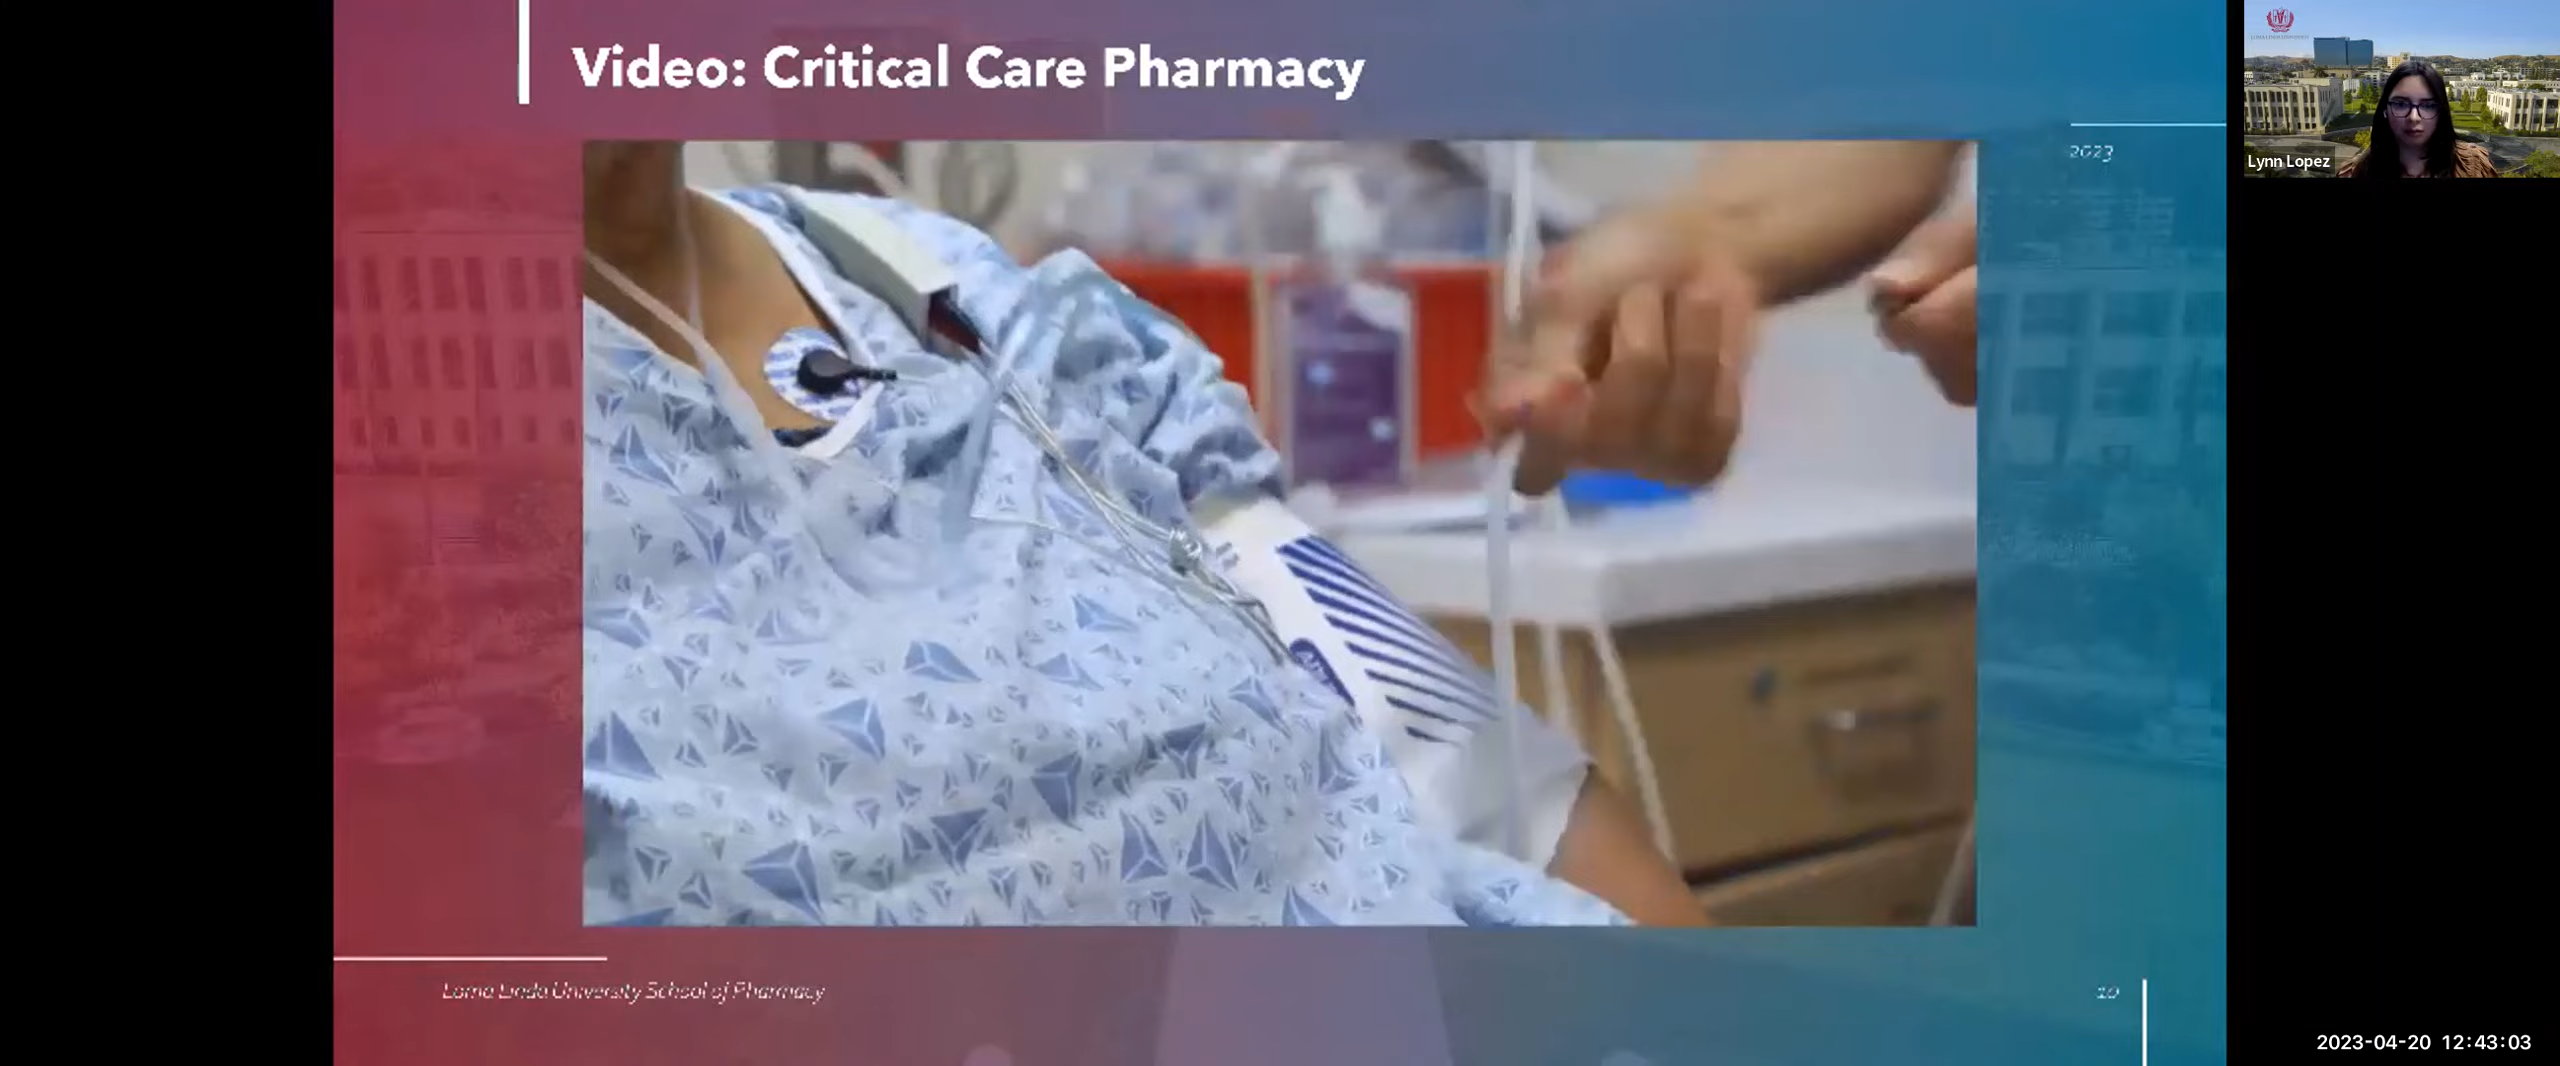 Video: Critical Care Pharmacy
2023
Lynn Lopez
Loma Linda University School of Pharmacy
10
2023-04-20 12:43:03